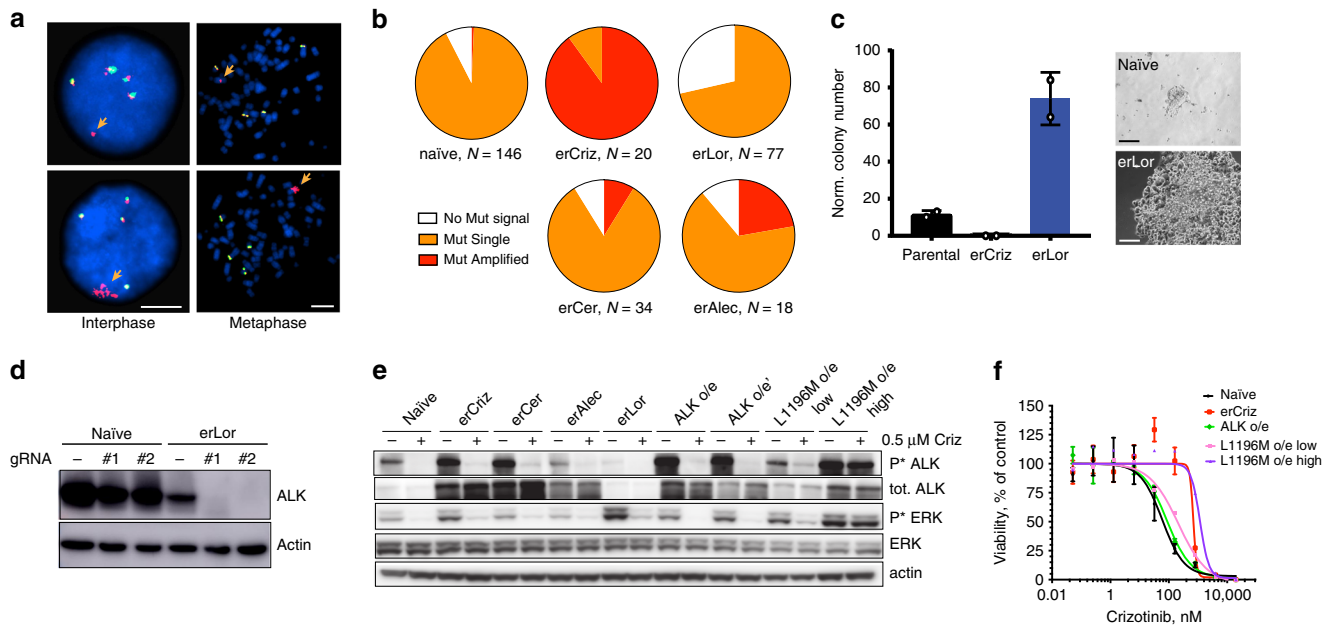 a
Interphase
Metaphase
b
naïve, N = 146
erCriz, N = 20
erLor, N = 77
No Mut signal
Mut Single
Mut Amplified
erCer, N = 34
erAlec, N = 18
c
Norm. colony number
100
80
60
40
20
0
Parental
erCriz
erLor
Naïve
erLor
d
Naïve
erLor
gRNA
– #1 #2 – #1 #2
ALK
Actin
e
Naïve
erCriz
erCer
erAlec
erLor
ALK o/e
ALK o/e’
L1196M o/e low
L1196M o/e high
– + – + – + – + – + – + – + – + – +
0.5 μM Criz
P* ALK
tot. ALK
P* ERK
ERK
actin
f
Naïve
erCriz
ALK o/e
L1196M o/e low
L1196M o/e high
Viability, % of control
150
125
100
75
50
25
0
0.01
1
100
10,000
Crizotinib, nM